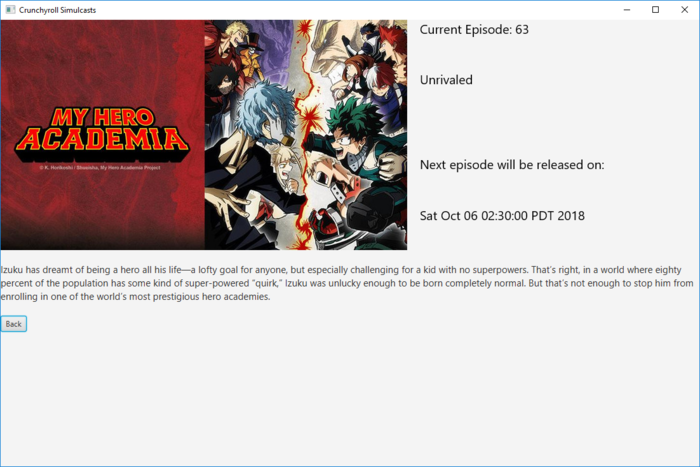 Crunchyroll Simulcasts
MY HERO
ACADEMIA
© K. Horikoshi / Shueisha, My Hero Academia Project
Current Episode: 63
Unrivaled
Next episode will be released on:
Sat Oct 06 02:30:00 PDT 2018
Izuku has dreamt of being a hero all his life—a lofty goal for anyone, but especially challenging for a kid with no superpowers. That's right, in a world where eighty
percent of the population has some kind of super-powered "quirk," Izuku was unlucky enough to be born completely normal. But that's not enough to stop him from
enrolling in one of the world's most prestigious hero academies.
Back